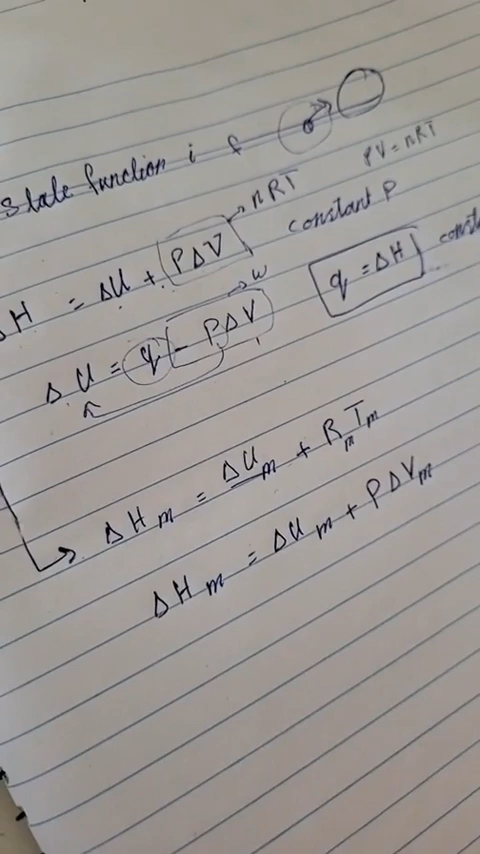 State function i f
PV = nRT
nRT
constant P
ΔH = ΔU + PΔV
q = ΔH
w
ΔU = q - PΔV
ΔHm = ΔUm + RmTm
ΔHm = ΔUm + PΔVm